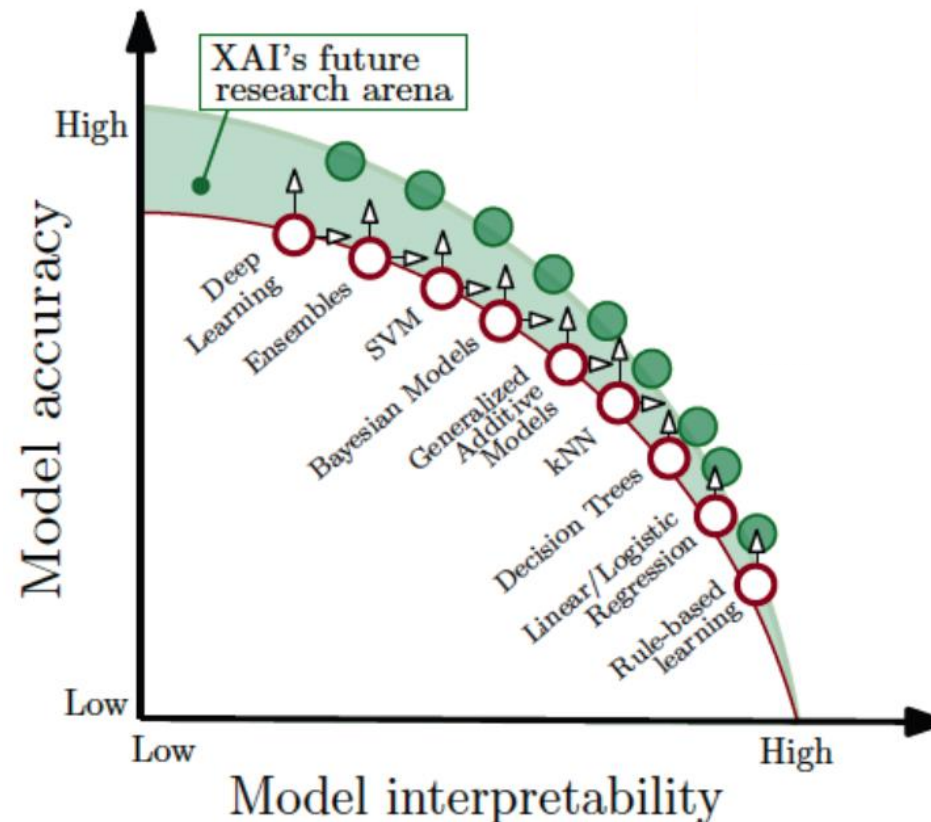 XAI's future
research arena
High
Model accuracy
Deep
Learning
Ensembles
SVM
Bayesian Models
Generalized
Additive
Models
kNN
Decision Trees
Linear/Logistic
Regression
Rule-based
learning
Low
Low
High
Model interpretability